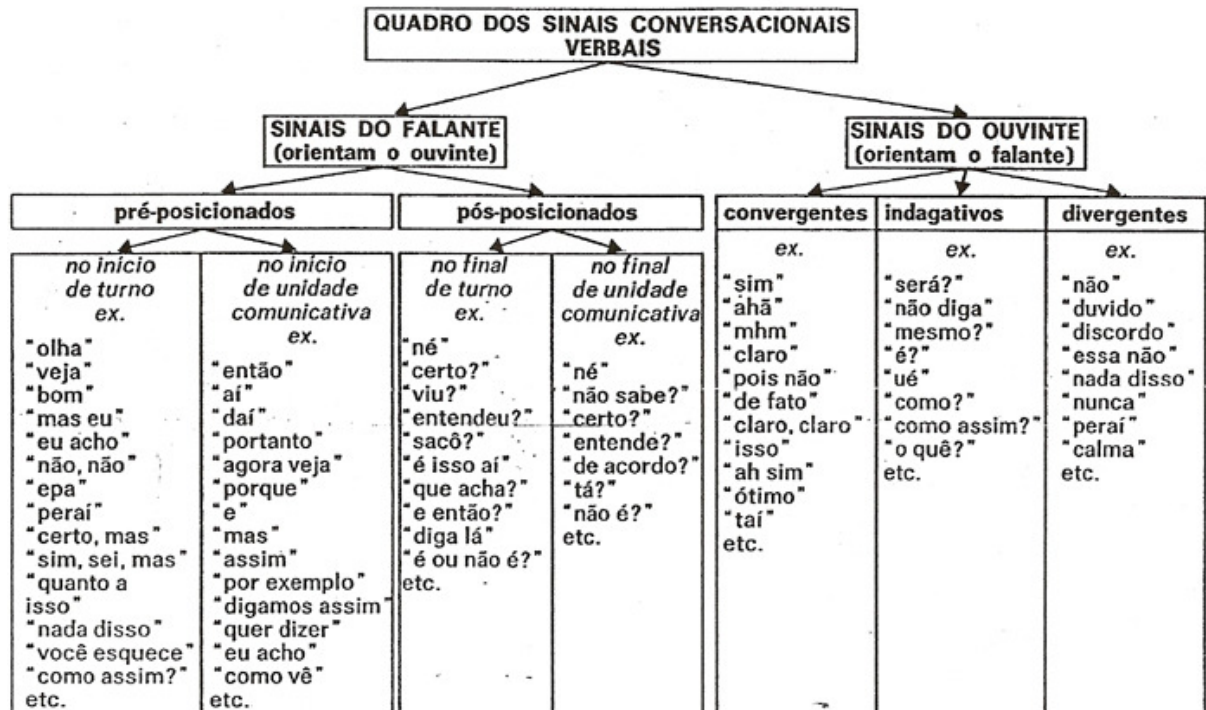 QUADRO DOS SINAIS CONVERSACIONAIS
VERBAIS
SINAIS DO FALANTE
(orientam o ouvinte)
SINAIS DO OUVINTE
(orientam o falante)
pré-posicionados
pós-posicionados
convergentes
indagativos
divergentes
no início
de turno
ex.
"olha"
"veja"
"bom"
"mas eu"
"eu acho"
"não, não"
"epa"
"peraí"
"certo, mas"
"sim, sei, mas"
"quanto a
isso"
"nada disso"
"você esquece"
"como assim?"
etc.
no início
de unidade
comunicativa
ex.
"então"
"aí"
"daí"
"portanto"
"agora veja"
"porque"
"e"
"mas"
"assim"
"por exemplo"
"digamos assim"
"quer dizer"
"eu acho"
"como vê"
etc.
no final
de turno
ex.
"né"
"certo?"
"viu?"
"entendeu?"
"sacô?"
"é isso aí"
"que acha?"
"e então?"
"diga lá"
"é ou não é?"
etc.
no final
de unidade
comunicativa
ex.
"né"
"não sabe?"
"certo?"
"entende?"
"de acordo?"
"tá?"
"não é?"
etc.
ex.
"sim"
"ahã"
"mhm"
"claro"
"pois não"
"de fato"
"claro, claro"
"isso"
"ah sim"
"ótimo"
"taí"
etc.
ex.
"será?"
"não diga"
"mesmo?"
"é?"
"ué"
"como?"
"como assim?"
"o quê?"
etc.
ex.
"não"
"duvido"
"discordo"
"essa não"
"nada disso"
"nunca"
"peraí"
"calma"
etc.